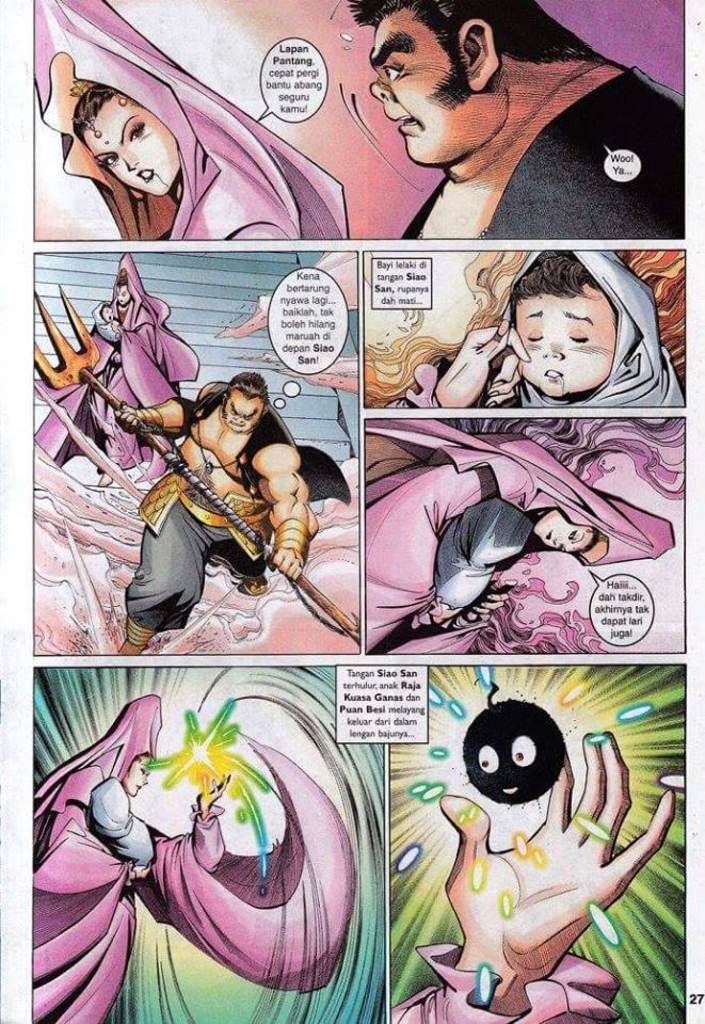 Lapan
Pantang,
cepat pergi
bantu abang
seguru
kamu!
Woo!
Ya...
Kena
bertarung
nyawa lagi...
baiklah, tak
boleh hilang
maruah di
depan Siao
San!
Bayi lelaki di
tangan Siao
San, rupanya
dah mati...
Haiiii...
dah takdir,
akhirnya tak
dapat lari
juga!
Tangan Siao San
terhulur, anak Raja
Kuasa Ganas dan
Puan Besi melayang
keluar dari dalam
lengan bajunya...
27